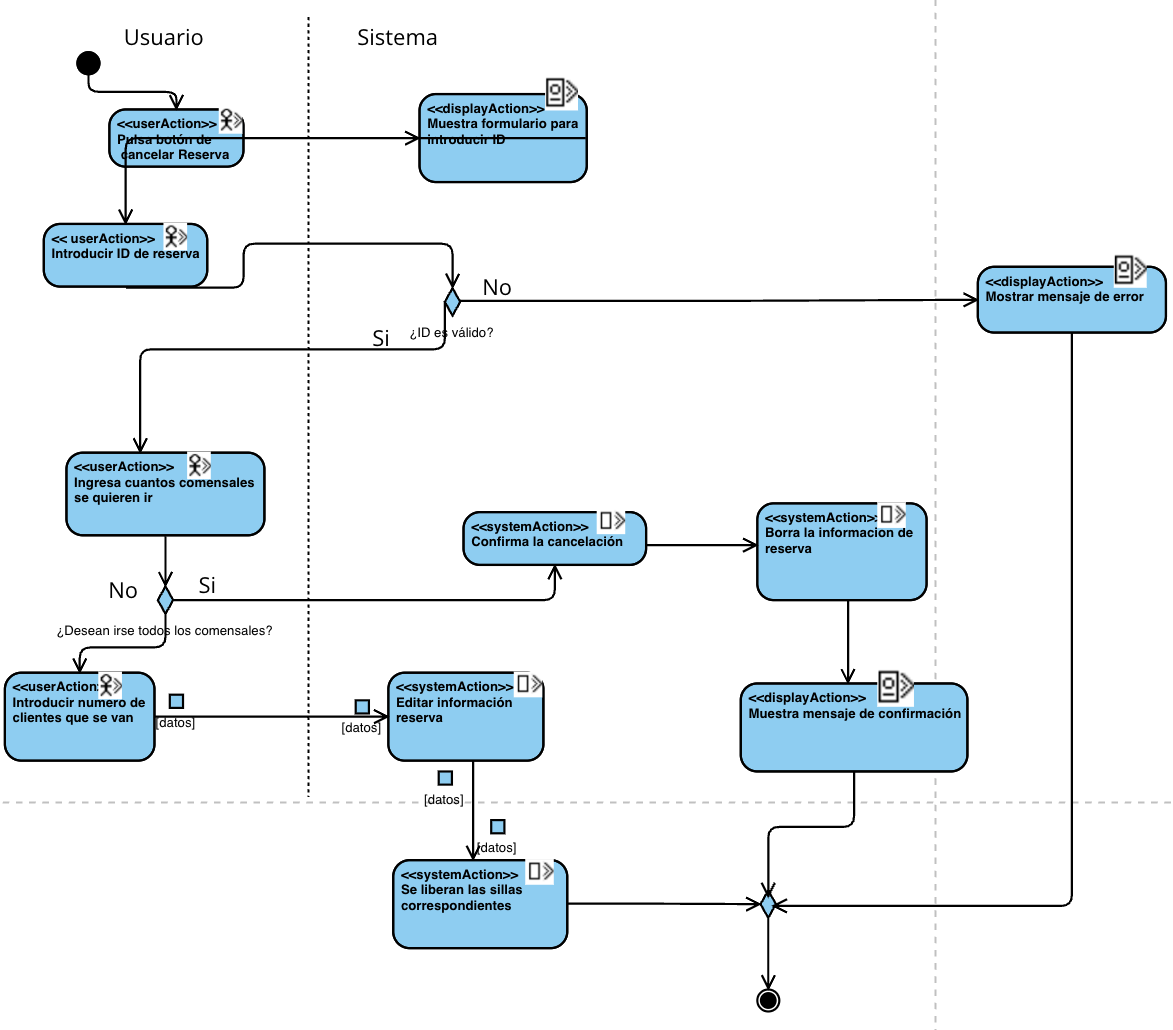 Usuario
Sistema
<<userAction>>
Pulsa botón de
cancelar Reserva
<<displayAction>>
Muestra formulario para
introducir ID
<< userAction>>
Introducir ID de reserva
No
¿ID es válido?
Si
<<displayAction>>
Mostrar mensaje de error
<<userAction>>
Ingresa cuantos comensales
se quieren ir
<<systemAction>>
Confirma la cancelación
<<systemAction>>
Borra la informacion de
reserva
No
Si
¿Desean irse todos los comensales?
<<userAction>>
Introducir numero de
clientes que se van
[datos]
[datos]
<<systemAction>>
Editar información
reserva
<<displayAction>>
Muestra mensaje de confirmación
[datos]
[datos]
<<systemAction>>
Se liberan las sillas
correspondientes